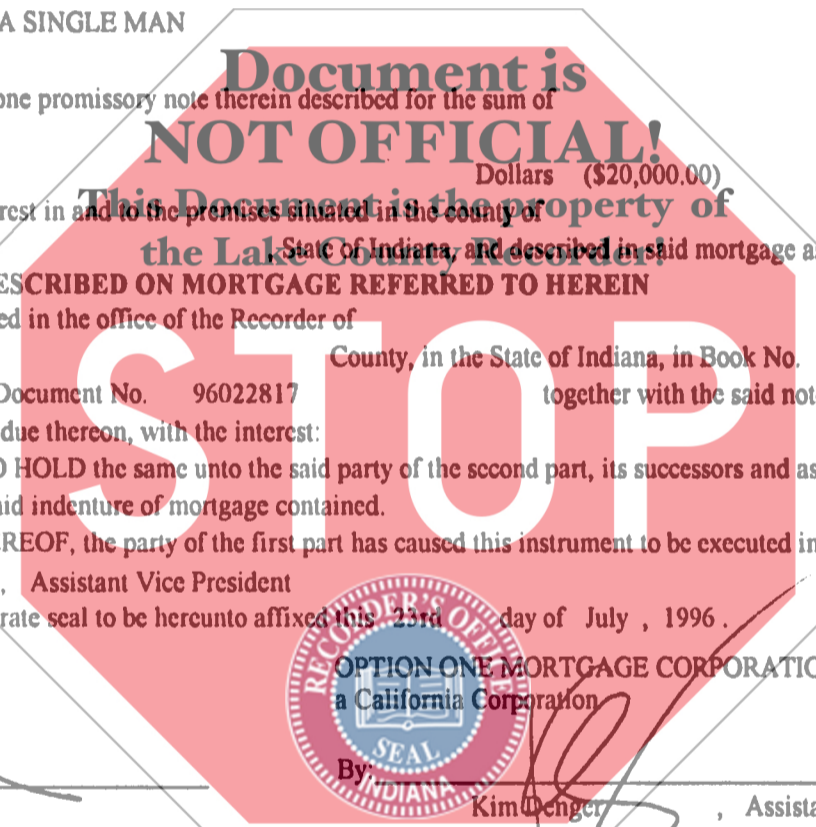 A SINGLE MAN
Document is
one promissory note therein described for the sum of
NOT OFFICIAL!
Dollars ($20,000.00)
This Document is the property of
rest in and to the premises situated in the county of
the Lake County Recorder!
, State of Indiana, and described in said mortgage a
ESCRIBED ON MORTGAGE REFERRED TO HEREIN
ed in the office of the Recorder of
STOP
County, in the State of Indiana, in Book No.
Document No. 96022817 together with the said not
due thereon, with the interest:
O HOLD the same unto the said party of the second part, its successors and as
aid indenture of mortgage contained.
REOF, the party of the first part has caused this instrument to be executed in
, Assistant Vice President
rate seal to be hereunto affixed this 23rd day of July , 1996 .
RECORDER'S OFFICE
OPTION ONE MORTGAGE CORPORATIO
a California Corporation
SEAL
INDIANA
By:
Kim Denger , Assista